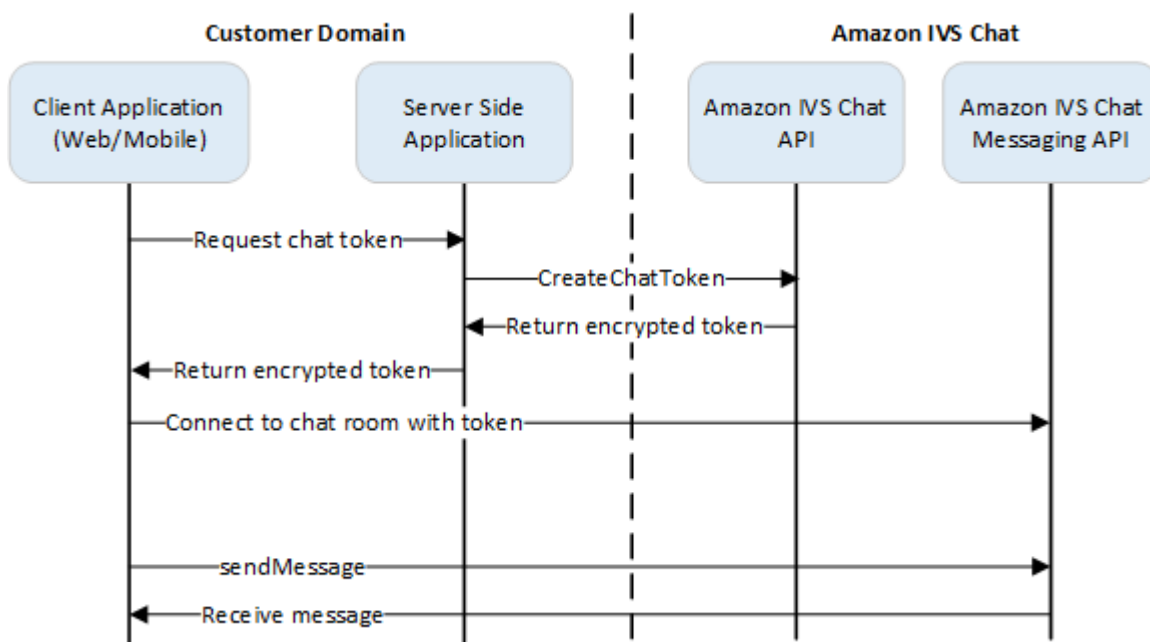 Customer Domain
Amazon IVS Chat
Client Application
(Web/Mobile)
Server Side
Application
Amazon IVS Chat
API
Amazon IVS Chat
Messaging API
Request chat token
CreateChatToken
Return encrypted token
Return encrypted token
Connect to chat room with token
sendMessage
Receive message